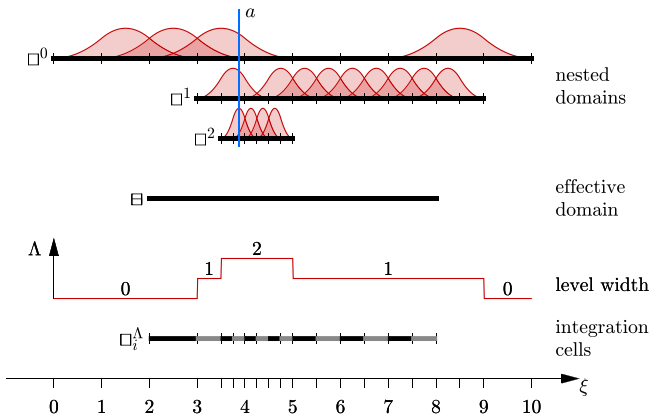 a
□⁰
□¹
nested
domains
□²
⊟
effective
domain
Λ
2
1
1
0
0
level width
□ᵢ^Λ
integration
cells
0 1 2 3 4 5 6 7 8 9 10 ξ